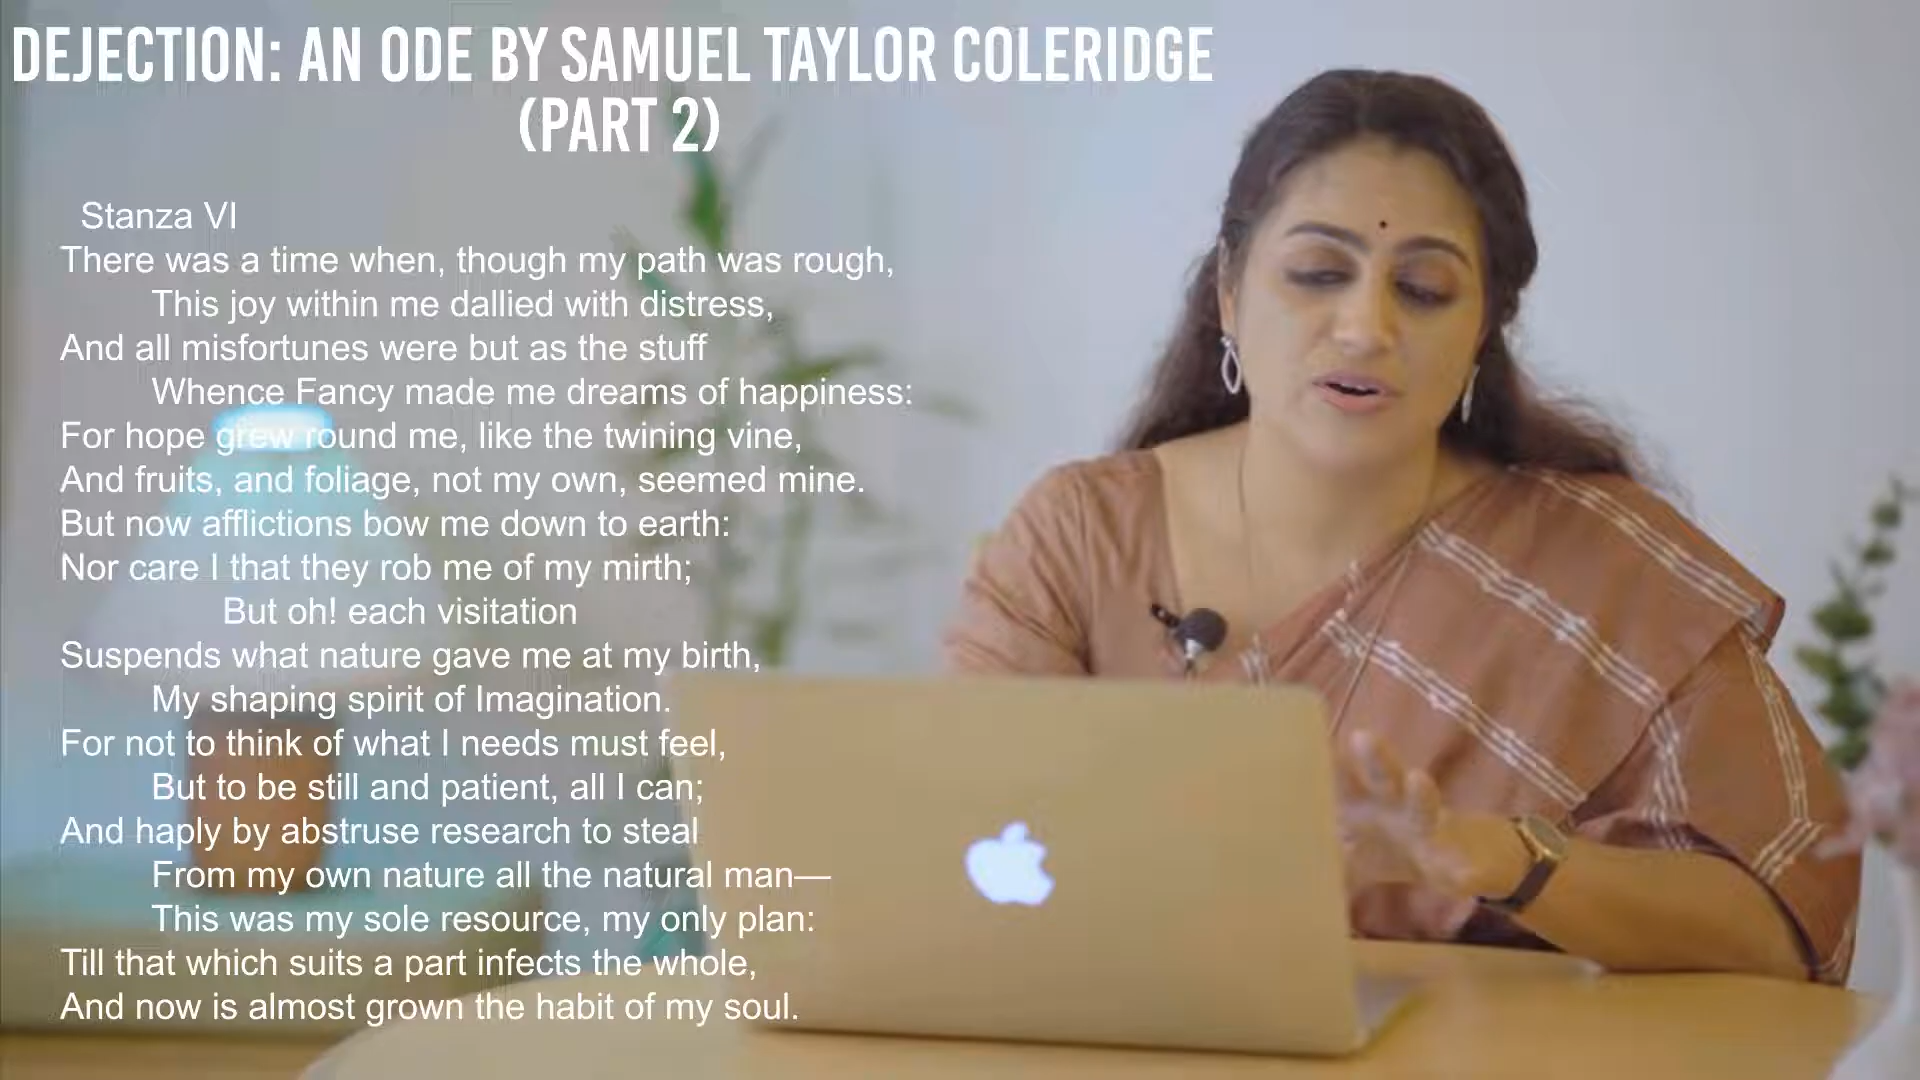 DEJECTION: AN ODE BY SAMUEL TAYLOR COLERIDGE
(PART 2)
Stanza VI
There was a time when, though my path was rough,
This joy within me dallied with distress,
And all misfortunes were but as the stuff
Whence Fancy made me dreams of happiness:
For hope grew round me, like the twining vine,
And fruits, and foliage, not my own, seemed mine.
But now afflictions bow me down to earth:
Nor care I that they rob me of my mirth;
But oh! each visitation
Suspends what nature gave me at my birth,
My shaping spirit of Imagination.
For not to think of what I needs must feel,
But to be still and patient, all I can;
And haply by abstruse research to steal
From my own nature all the natural man—
This was my sole resource, my only plan:
Till that which suits a part infects the whole,
And now is almost grown the habit of my soul.